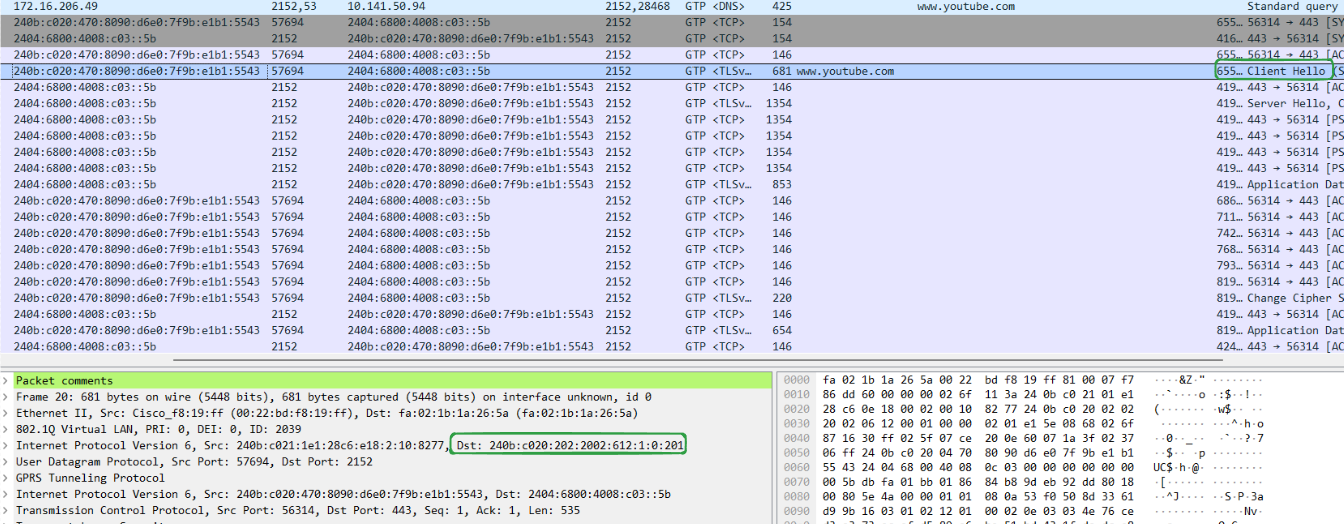 172.16.206.49 2152,53 10.141.50.94 2152,28468 GTP <DNS> 425 www.youtube.com Standard query
240b:c020:470:8090:d6e0:7f9b:e1b1:5543 57694 2404:6800:4008:c03::5b 2152 GTP <TCP> 154 655… 56314 → 443 [SY
2404:6800:4008:c03::5b 2152 240b:c020:470:8090:d6e0:7f9b:e1b1:5543 57694 GTP <TCP> 154 416… 443 → 56314 [SY
240b:c020:470:8090:d6e0:7f9b:e1b1:5543 57694 2404:6800:4008:c03::5b 2152 GTP <TCP> 146 655… 56314 → 443 [AC
240b:c020:470:8090:d6e0:7f9b:e1b1:5543 57694 2404:6800:4008:c03::5b 2152 GTP <TLSv… 681 www.youtube.com 655… Client Hello (S
2404:6800:4008:c03::5b 2152 240b:c020:470:8090:d6e0:7f9b:e1b1:5543 57694 GTP <TCP> 146 419… 443 → 56314 [AC
2404:6800:4008:c03::5b 2152 240b:c020:470:8090:d6e0:7f9b:e1b1:5543 57694 GTP <TLSv… 1354 419… Server Hello, C
2404:6800:4008:c03::5b 2152 240b:c020:470:8090:d6e0:7f9b:e1b1:5543 57694 GTP <TCP> 1354 419… 443 → 56314 [PS
2404:6800:4008:c03::5b 2152 240b:c020:470:8090:d6e0:7f9b:e1b1:5543 57694 GTP <TCP> 1354 419… 443 → 56314 [PS
2404:6800:4008:c03::5b 2152 240b:c020:470:8090:d6e0:7f9b:e1b1:5543 57694 GTP <TCP> 1354 419… 443 → 56314 [PS
2404:6800:4008:c03::5b 2152 240b:c020:470:8090:d6e0:7f9b:e1b1:5543 57694 GTP <TCP> 1354 419… 443 → 56314 [PS
2404:6800:4008:c03::5b 2152 240b:c020:470:8090:d6e0:7f9b:e1b1:5543 57694 GTP <TLSv… 853 419… Application Dat
240b:c020:470:8090:d6e0:7f9b:e1b1:5543 57694 2404:6800:4008:c03::5b 2152 GTP <TCP> 146 686… 56314 → 443 [AC
240b:c020:470:8090:d6e0:7f9b:e1b1:5543 57694 2404:6800:4008:c03::5b 2152 GTP <TCP> 146 711… 56314 → 443 [AC
240b:c020:470:8090:d6e0:7f9b:e1b1:5543 57694 2404:6800:4008:c03::5b 2152 GTP <TCP> 146 742… 56314 → 443 [AC
240b:c020:470:8090:d6e0:7f9b:e1b1:5543 57694 2404:6800:4008:c03::5b 2152 GTP <TCP> 146 768… 56314 → 443 [AC
240b:c020:470:8090:d6e0:7f9b:e1b1:5543 57694 2404:6800:4008:c03::5b 2152 GTP <TCP> 146 793… 56314 → 443 [AC
240b:c020:470:8090:d6e0:7f9b:e1b1:5543 57694 2404:6800:4008:c03::5b 2152 GTP <TCP> 146 819… 56314 → 443 [AC
240b:c020:470:8090:d6e0:7f9b:e1b1:5543 57694 2404:6800:4008:c03::5b 2152 GTP <TLSv… 220 819… Change Cipher S
2404:6800:4008:c03::5b 2152 240b:c020:470:8090:d6e0:7f9b:e1b1:5543 57694 GTP <TCP> 146 419… 443 → 56314 [AC
240b:c020:470:8090:d6e0:7f9b:e1b1:5543 57694 2404:6800:4008:c03::5b 2152 GTP <TLSv… 654 819… Application Dat
2404:6800:4008:c03::5b 2152 240b:c020:470:8090:d6e0:7f9b:e1b1:5543 57694 GTP <TCP> 146 424… 443 → 56314 [AC
Packet comments
Frame 20: 681 bytes on wire (5448 bits), 681 bytes captured (5448 bits) on interface unknown, id 0
Ethernet II, Src: Cisco_f8:19:ff (00:22:bd:f8:19:ff), Dst: fa:02:1b:1a:26:5a (fa:02:1b:1a:26:5a)
802.1Q Virtual LAN, PRI: 0, DEI: 0, ID: 2039
Internet Protocol Version 6, Src: 240b:c021:1e1:28c6:e18:2:10:8277, Dst: 240b:c020:202:2002:612:1:0:201
User Datagram Protocol, Src Port: 57694, Dst Port: 2152
GPRS Tunneling Protocol
Internet Protocol Version 6, Src: 240b:c020:470:8090:d6e0:7f9b:e1b1:5543, Dst: 2404:6800:4008:c03::5b
Transmission Control Protocol, Src Port: 56314, Dst Port: 443, Seq: 1, Ack: 1, Len: 535
0000 fa 02 1b 1a 26 5a 00 22 bd f8 19 ff 81 00 07 f7
0010 86 dd 60 00 00 00 02 6f 11 3a 24 0b c0 21 01 e1
0020 28 c6 0e 18 00 02 00 10 82 77 24 0b c0 20 02 02
0030 20 02 06 12 00 01 00 00 02 01 e1 5e 08 68 02 6f
0040 87 16 30 ff 02 5f 07 ce 20 0e 60 07 1a 3f 02 37
0050 06 ff 24 0b c0 20 04 70 80 90 d6 e0 7f 9b e1 b1
0060 55 43 24 04 68 00 40 08 0c 03 00 00 00 00 00 00
0070 00 5b db fa 01 bb 01 86 84 b8 9d eb 92 dd 80 18
0080 00 80 5e 4a 00 00 01 01 08 0a 53 f0 50 8d 33 61
0090 d9 9b 16 03 01 02 12 01 00 02 0e 03 03 4e 76 ce